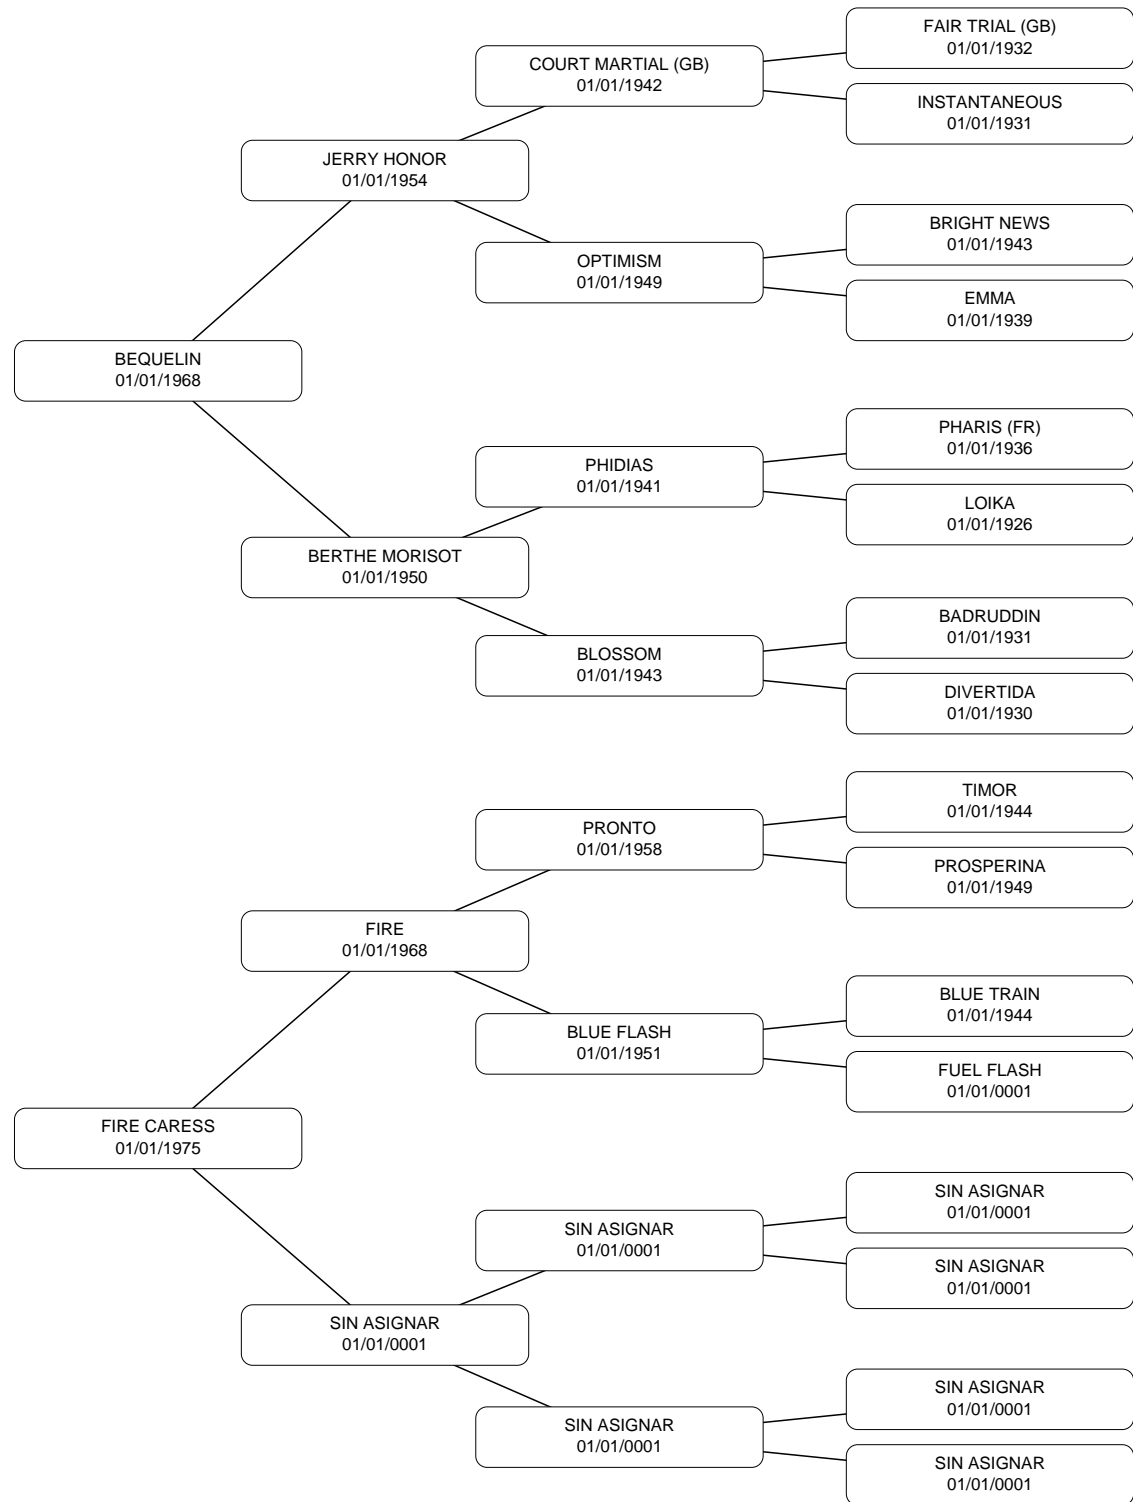 FAIR TRIAL (GB)
01/01/1932
COURT MARTIAL (GB)
01/01/1942
INSTANTANEOUS
01/01/1931
JERRY HONOR
01/01/1954
BRIGHT NEWS
01/01/1943
OPTIMISM
01/01/1949
EMMA
01/01/1939
BEQUELIN
01/01/1968
PHARIS (FR)
01/01/1936
PHIDIAS
01/01/1941
LOIKA
01/01/1926
BERTHE MORISOT
01/01/1950
BADRUDDIN
01/01/1931
BLOSSOM
01/01/1943
DIVERTIDA
01/01/1930
TIMOR
01/01/1944
PRONTO
01/01/1958
PROSPERINA
01/01/1949
FIRE
01/01/1968
BLUE TRAIN
01/01/1944
BLUE FLASH
01/01/1951
FUEL FLASH
01/01/0001
FIRE CARESS
01/01/1975
SIN ASIGNAR
01/01/0001
SIN ASIGNAR
01/01/0001
SIN ASIGNAR
01/01/0001
SIN ASIGNAR
01/01/0001
SIN ASIGNAR
01/01/0001
SIN ASIGNAR
01/01/0001
SIN ASIGNAR
01/01/0001